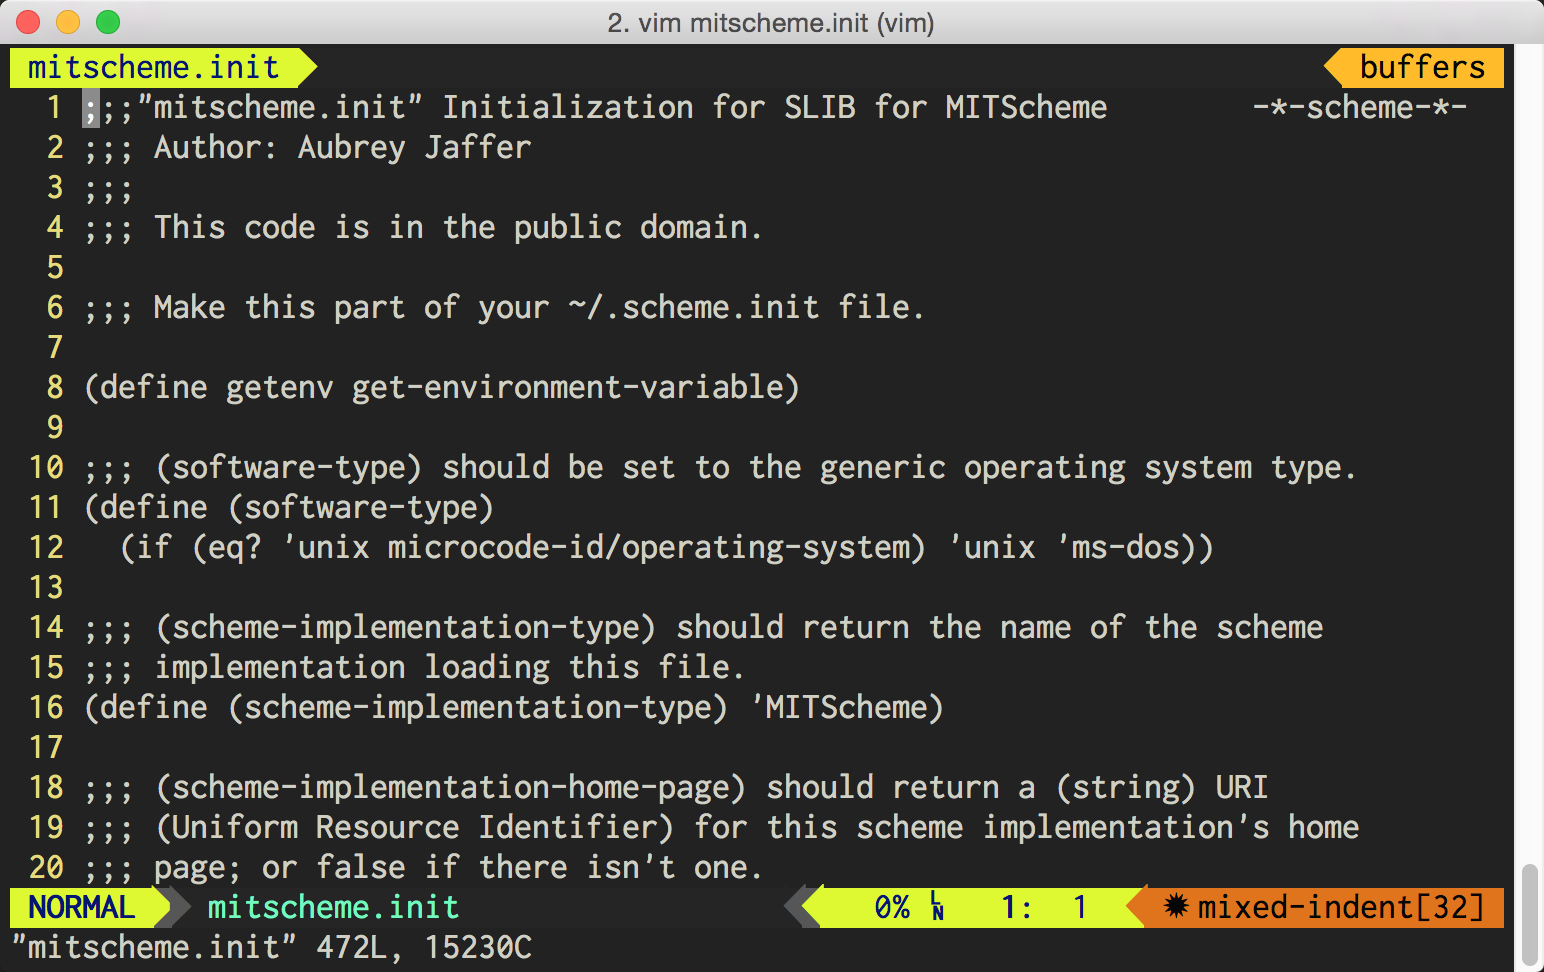 2. vim mitscheme.init (vim)
mitscheme.init buffers
1 ;;;"mitscheme.init" Initialization for SLIB for MITScheme        -*-scheme-*-
2 ;;; Author: Aubrey Jaffer
3 ;;;
4 ;;; This code is in the public domain.
5
6 ;;; Make this part of your ~/.scheme.init file.
7
8 (define getenv get-environment-variable)
9
10 ;;; (software-type) should be set to the generic operating system type.
11 (define (software-type)
12   (if (eq? 'unix microcode-id/operating-system) 'unix 'ms-dos))
13
14 ;;; (scheme-implementation-type) should return the name of the scheme
15 ;;; implementation loading this file.
16 (define (scheme-implementation-type) 'MITScheme)
17
18 ;;; (scheme-implementation-home-page) should return a (string) URI
19 ;;; (Uniform Resource Identifier) for this scheme implementation's home
20 ;;; page; or false if there isn't one.
NORMAL mitscheme.init 0% LN 1: 1 ✹ mixed-indent[32]
"mitscheme.init" 472L, 15230C